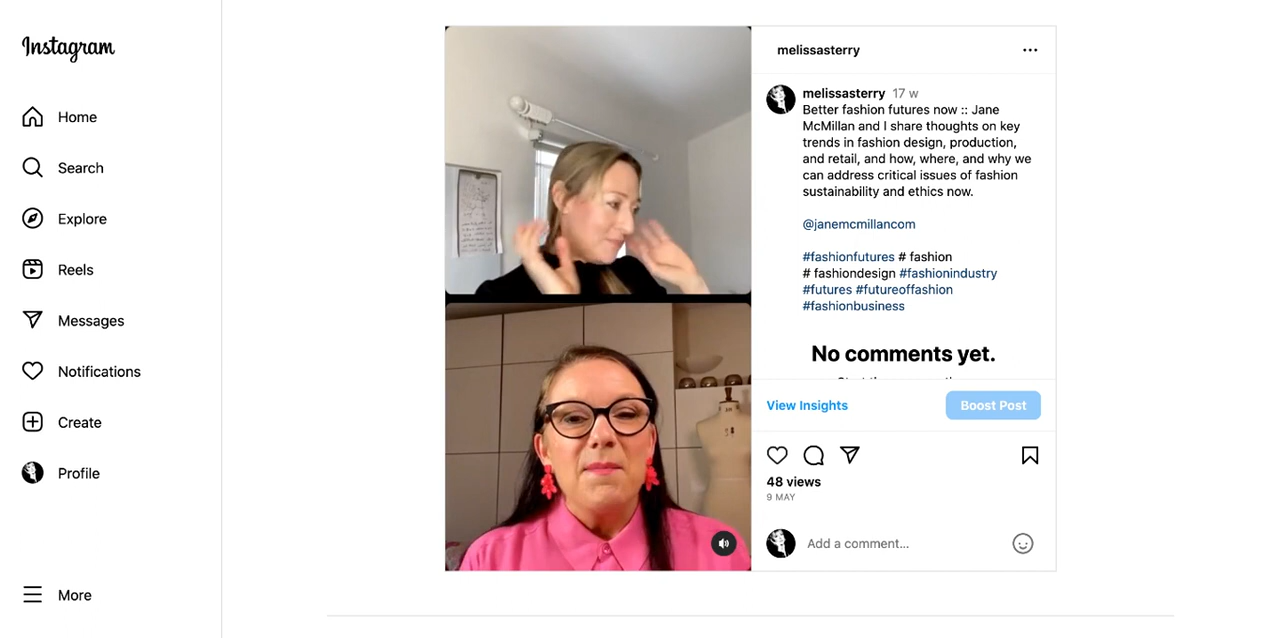 Instagram
Home
Search
Explore
Reels
Messages
Notifications
Create
Profile
More
melissasterry
melissasterry 17 w
Better fashion futures now :: Jane
McMillan and I share thoughts on key
trends in fashion design, production,
and retail, and how, where, and why we
can address critical issues of fashion
sustainability and ethics now.
@janemcmillancom
#fashionfutures # fashion
# fashiondesign #fashionindustry
#futures #futureoffashion
#fashionbusiness
No comments yet.
View Insights
Boost Post
48 views
9 MAY
Add a comment...